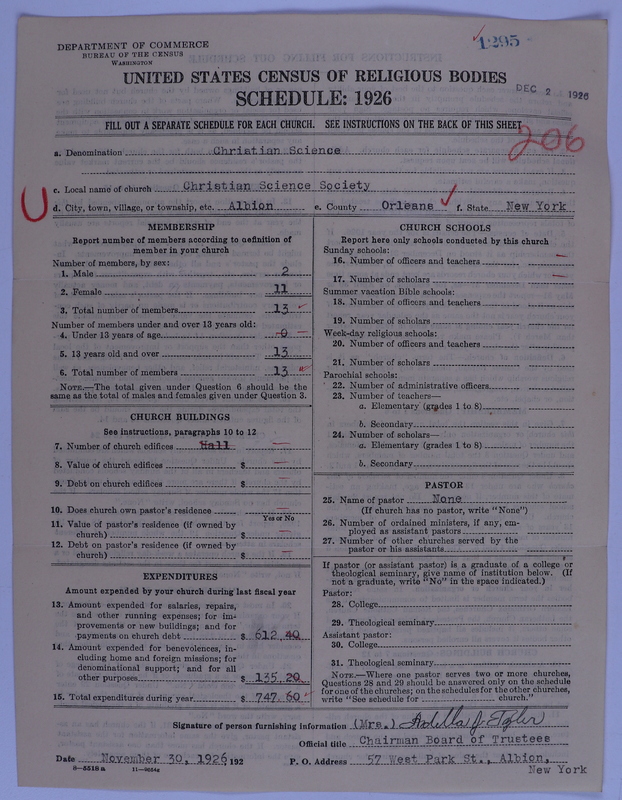 1295
DEPARTMENT OF COMMERCE
BUREAU OF THE CENSUS
WASHINGTON
UNITED STATES CENSUS OF RELIGIOUS BODIES
SCHEDULE: 1926
DEC 2 1926
FILL OUT A SEPARATE SCHEDULE FOR EACH CHURCH. SEE INSTRUCTIONS ON THE BACK OF THIS SHEET
206
a. Denomination Christian Science
c. Local name of church Christian Science Society
d. City, town, village, or township, etc. Albion e. County Orleans f. State New York
MEMBERSHIP
Report number of members according to definition of
member in your church
Number of members, by sex:
1. Male 2
2. Female 11
3. Total number of members 13
Number of members under and over 13 years old:
4. Under 13 years of age 0
5. 13 years old and over 13
6. Total number of members 13
NOTE.—The total given under Question 6 should be the
same as the total of males and females given under Question 3.
CHURCH BUILDINGS
See instructions, paragraphs 10 to 12
7. Number of church edifices Hall —
8. Value of church edifices $ —
9. Debt on church edifices $ —
10. Does church own pastor's residence —
Yes or No
11. Value of pastor's residence (if owned by
church) $ —
12. Debt on pastor's residence (if owned by
church) $ —
EXPENDITURES
Amount expended by your church during last fiscal year
13. Amount expended for salaries, repairs,
and other running expenses; for im-
provements or new buildings; and for
payments on church debt $ 612.40
14. Amount expended for benevolences, in-
cluding home and foreign missions; for
denominational support; and for all
other purposes $ 135.20
15. Total expenditures during year $ 747.60
CHURCH SCHOOLS
Report here only schools conducted by this church
Sunday schools:
16. Number of officers and teachers —
17. Number of scholars —
Summer vacation Bible schools:
18. Number of officers and teachers
19. Number of scholars
Week-day religious schools:
20. Number of officers and teachers
21. Number of scholars
Parochial schools:
22. Number of administrative officers
23. Number of teachers—
a. Elementary (grades 1 to 8)
b. Secondary
24. Number of scholars—
a. Elementary (grades 1 to 8)
b. Secondary
PASTOR
25. Name of pastor None
(If church has no pastor, write "None")
26. Number of ordained ministers, if any, em-
ployed as assistant pastors
27. Number of other churches served by the
pastor or his assistants
If pastor (or assistant pastor) is a graduate of a college or
theological seminary, give name of institution below. (If
not a graduate, write "No" in the space indicated.)
Pastor:
28. College
29. Theological seminary
Assistant pastor:
30. College
31. Theological seminary
NOTE.—Where one pastor serves two or more churches,
Questions 28 and 29 should be answered only on the schedule
for one of the churches; on the schedules for the other churches,
write "See schedule for church."
Signature of person furnishing information (Mrs.)
Official title Chairman Board of Trustees
Date November 30, 1926, 192 P. O. Address 57 West Park St., Albion,
New York
8—5518 a